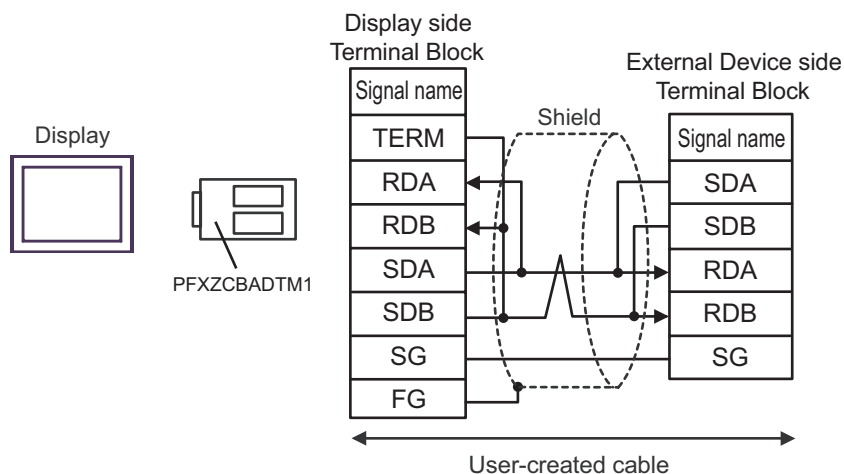 Display side
Terminal Block
Signal name
TERM
RDA
RDB
SDA
SDB
SG
FG
Shield
External Device side
Terminal Block
Signal name
SDA
SDB
RDA
RDB
SG
Display
PFXZCBADTM1
User-created cable